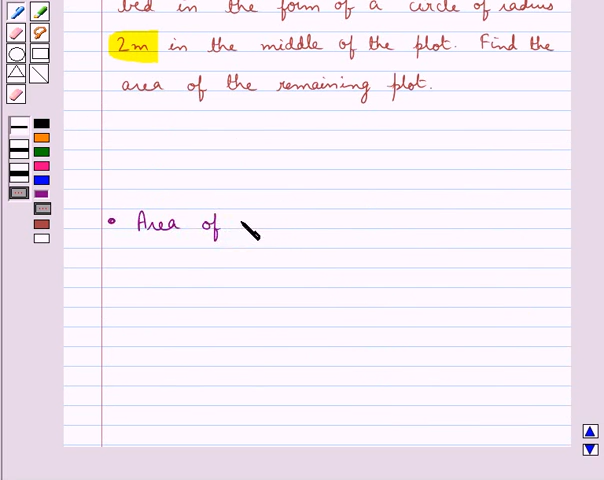 bed in the form of a circle of radius
2m in the middle of the plot. Find the
area of the remaining plot.
• Area of